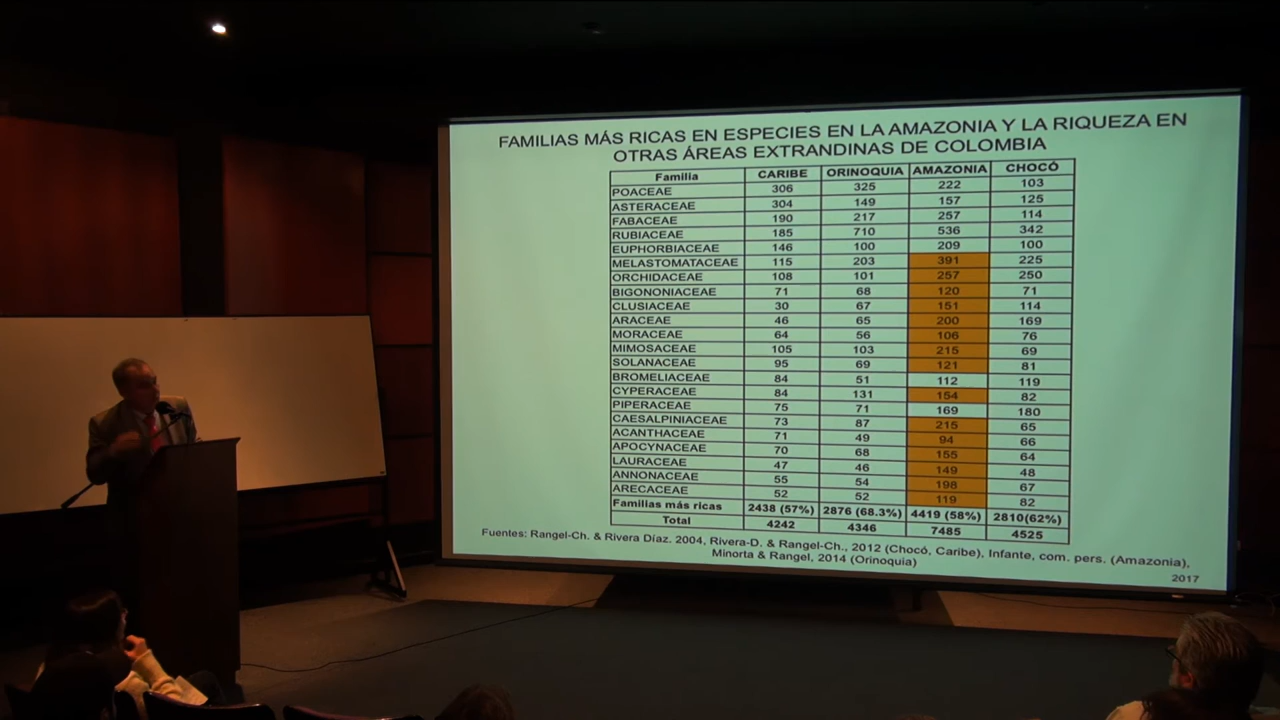 FAMILIAS MÁS RICAS EN ESPECIES EN LA AMAZONIA Y LA RIQUEZA EN
OTRAS ÁREAS EXTRANDINAS DE COLOMBIA
Familia CARIBE ORINOQUIA AMAZONIA CHOCÓ
POACEAE 306 325 222 103
ASTERACEAE 304 149 157 125
FABACEAE 190 217 257 114
RUBIACEAE 185 710 536 342
EUPHORBIACEAE 146 100 209 100
MELASTOMATACEAE 115 203 391 225
ORCHIDACEAE 108 101 257 250
BIGONONIACEAE 71 68 120 71
CLUSIACEAE 30 67 151 114
ARACEAE 46 65 200 169
MORACEAE 64 56 106 76
MIMOSACEAE 105 103 215 69
SOLANACEAE 95 69 121 81
BROMELIACEAE 84 51 112 119
CYPERACEAE 84 131 154 82
PIPERACEAE 75 71 169 180
CAESALPINIACEAE 73 87 215 65
ACANTHACEAE 71 49 94 66
APOCYNACEAE 70 68 155 64
LAURACEAE 47 46 149 48
ANNONACEAE 55 54 198 67
ARECACEAE 52 52 119 82
Familias más ricas 2438 (57%) 2876 (68.3%) 4419 (58%) 2810(62%)
Total 4242 4346 7485 4525
Fuentes: Rangel-Ch. & Rivera Díaz. 2004, Rivera-D. & Rangel-Ch., 2012 (Chocó, Caribe), Infante, com. pers. (Amazonia),
Minorta & Rangel, 2014 (Orinoquia)
2017